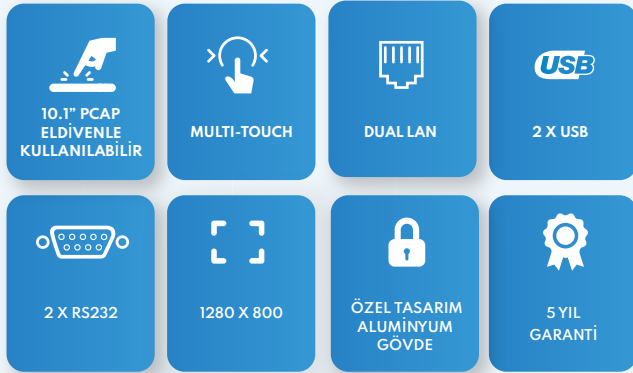 10.1” PCAP
ELDİVENLE
KULLANILABİLİR
MULTI-TOUCH
DUAL LAN
USB
2 X USB
2 X RS232
1280 X 800
ÖZEL TASARIM
ALUMİNYUM
GÖVDE
5 YIL
GARANTİ